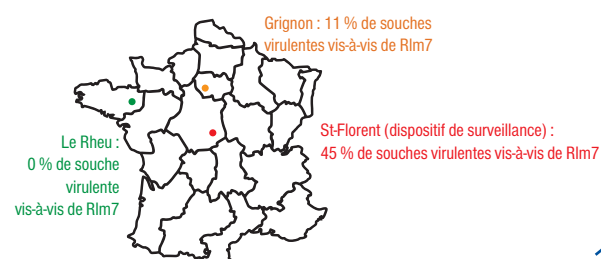 Grignon : 11 % de souches
virulentes vis-à-vis de Rlm7
St-Florent (dispositif de surveillance) :
45 % de souches virulentes vis-à-vis de Rlm7
Le Rheu :
0 % de souche
virulente
vis-à-vis de Rlm7